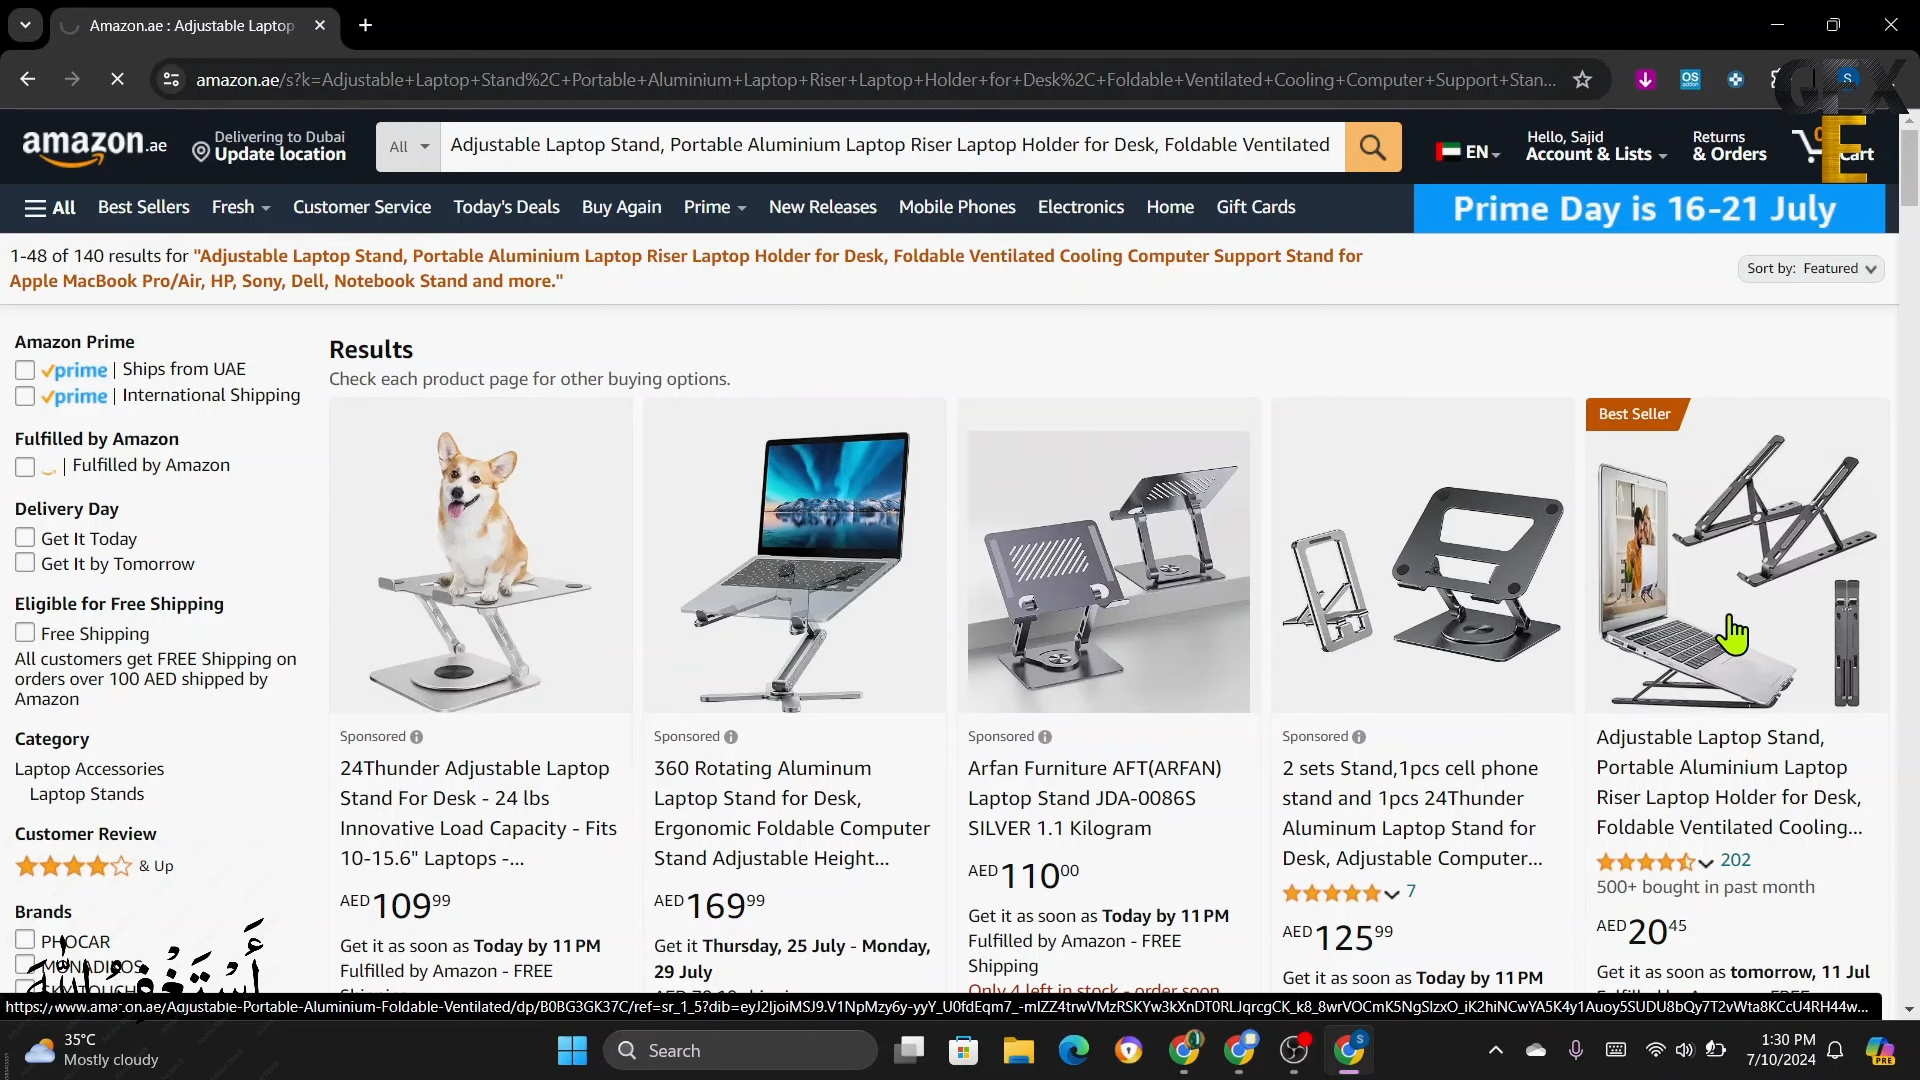 Amazon.ae : Adjustable Laptop
amazon.ae/s?k=Adjustable+Laptop+Stand%2C+Portable+Aluminium+Laptop+Riser+Laptop+Holder+for+Desk%2C+Foldable+Ventilated+Cooling+Computer+Support+Stan...
OS
S
GFX
E
amazon.ae
Delivering to Dubai
Update location
All
Adjustable Laptop Stand, Portable Aluminium Laptop Riser Laptop Holder for Desk, Foldable Ventilated
EN
Hello, Sajid
Account & Lists
Returns
& Orders
0
Cart
All
Best Sellers
Fresh
Customer Service
Today's Deals
Buy Again
Prime
New Releases
Mobile Phones
Electronics
Home
Gift Cards
Prime Day is 16-21 July
1-48 of 140 results for "Adjustable Laptop Stand, Portable Aluminium Laptop Riser Laptop Holder for Desk, Foldable Ventilated Cooling Computer Support Stand for
Apple MacBook Pro/Air, HP, Sony, Dell, Notebook Stand and more."
Sort by: Featured
Amazon Prime
prime | Ships from UAE
prime | International Shipping
Fulfilled by Amazon
| Fulfilled by Amazon
Delivery Day
Get It Today
Get It by Tomorrow
Eligible for Free Shipping
Free Shipping
All customers get FREE Shipping on
orders over 100 AED shipped by
Amazon
Category
Laptop Accessories
Laptop Stands
Customer Review
& Up
Brands
PHOCAR
MONADIKOS
SKY TOUCH
أَسْتَغْفِرُ اللّٰهَ
Results
Check each product page for other buying options.
Sponsored
24Thunder Adjustable Laptop
Stand For Desk - 24 lbs
Innovative Load Capacity - Fits
10-15.6" Laptops -...
AED 109 99
Get it as soon as Today by 11 PM
Fulfilled by Amazon - FREE
Shipping
Sponsored
360 Rotating Aluminum
Laptop Stand for Desk,
Ergonomic Foldable Computer
Stand Adjustable Height...
AED 169 99
Get it Thursday, 25 July - Monday,
29 July
Sponsored
Arfan Furniture AFT(ARFAN)
Laptop Stand JDA-0086S
SILVER 1.1 Kilogram
AED 110 00
Get it as soon as Today by 11 PM
Fulfilled by Amazon - FREE
Shipping
Only 4 left in stock - order soon
Sponsored
2 sets Stand,1pcs cell phone
stand and 1pcs 24Thunder
Aluminum Laptop Stand for
Desk, Adjustable Computer...
7
AED 125 99
Get it as soon as Today by 11 PM
Best Seller
Adjustable Laptop Stand,
Portable Aluminium Laptop
Riser Laptop Holder for Desk,
Foldable Ventilated Cooling...
202
500+ bought in past month
AED 20 45
Get it as soon as tomorrow, 11 Jul
35°C
Mostly cloudy
Search
1:30 PM
7/10/2024
PRE